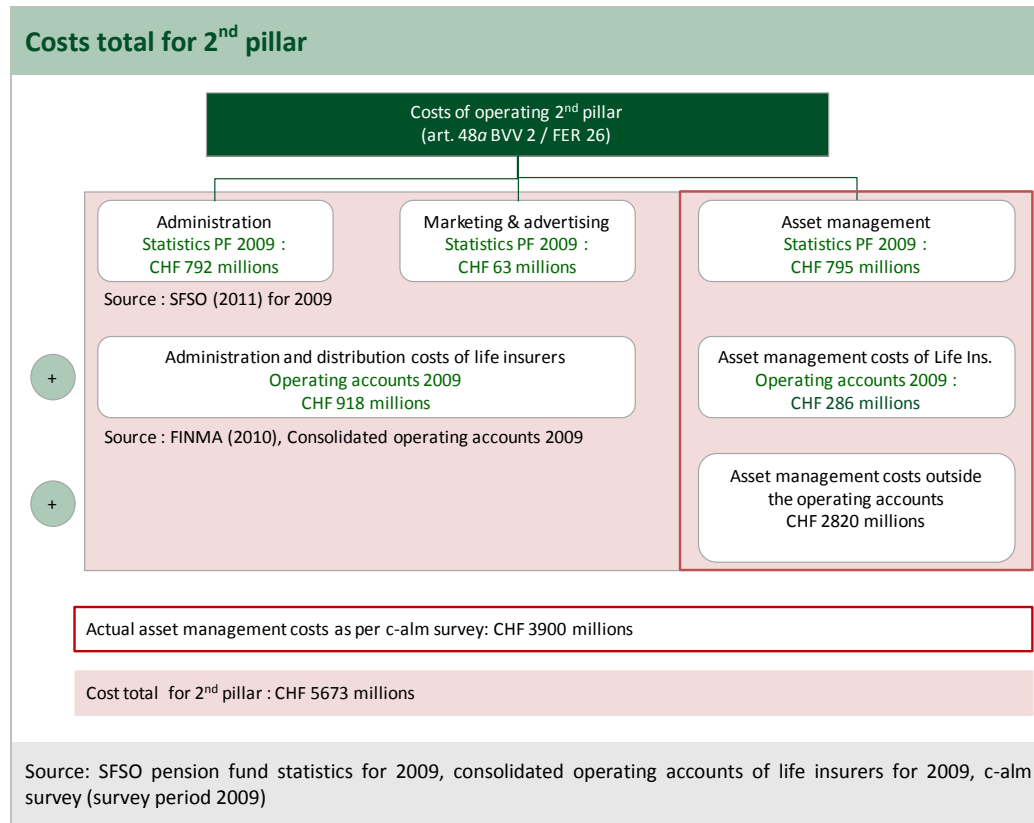 Costs total for 2nd pillar
Costs of operating 2nd pillar
(art. 48a BVV 2 / FER 26)
Administration
Statistics PF 2009 :
CHF 792 millions
Marketing & advertising
Statistics PF 2009 :
CHF 63 millions
Asset management
Statistics PF 2009 :
CHF 795 millions
Source : SFSO (2011) for 2009
+
Administration and distribution costs of life insurers
Operating accounts 2009
CHF 918 millions
Asset management costs of Life Ins.
Operating accounts 2009 :
CHF 286 millions
Source : FINMA (2010), Consolidated operating accounts 2009
+
Asset management costs outside
the operating accounts
CHF 2820 millions
Actual asset management costs as per c-alm survey: CHF 3900 millions
Cost total for 2nd pillar : CHF 5673 millions
Source: SFSO pension fund statistics for 2009, consolidated operating accounts of life insurers for 2009, c-alm
survey (survey period 2009)